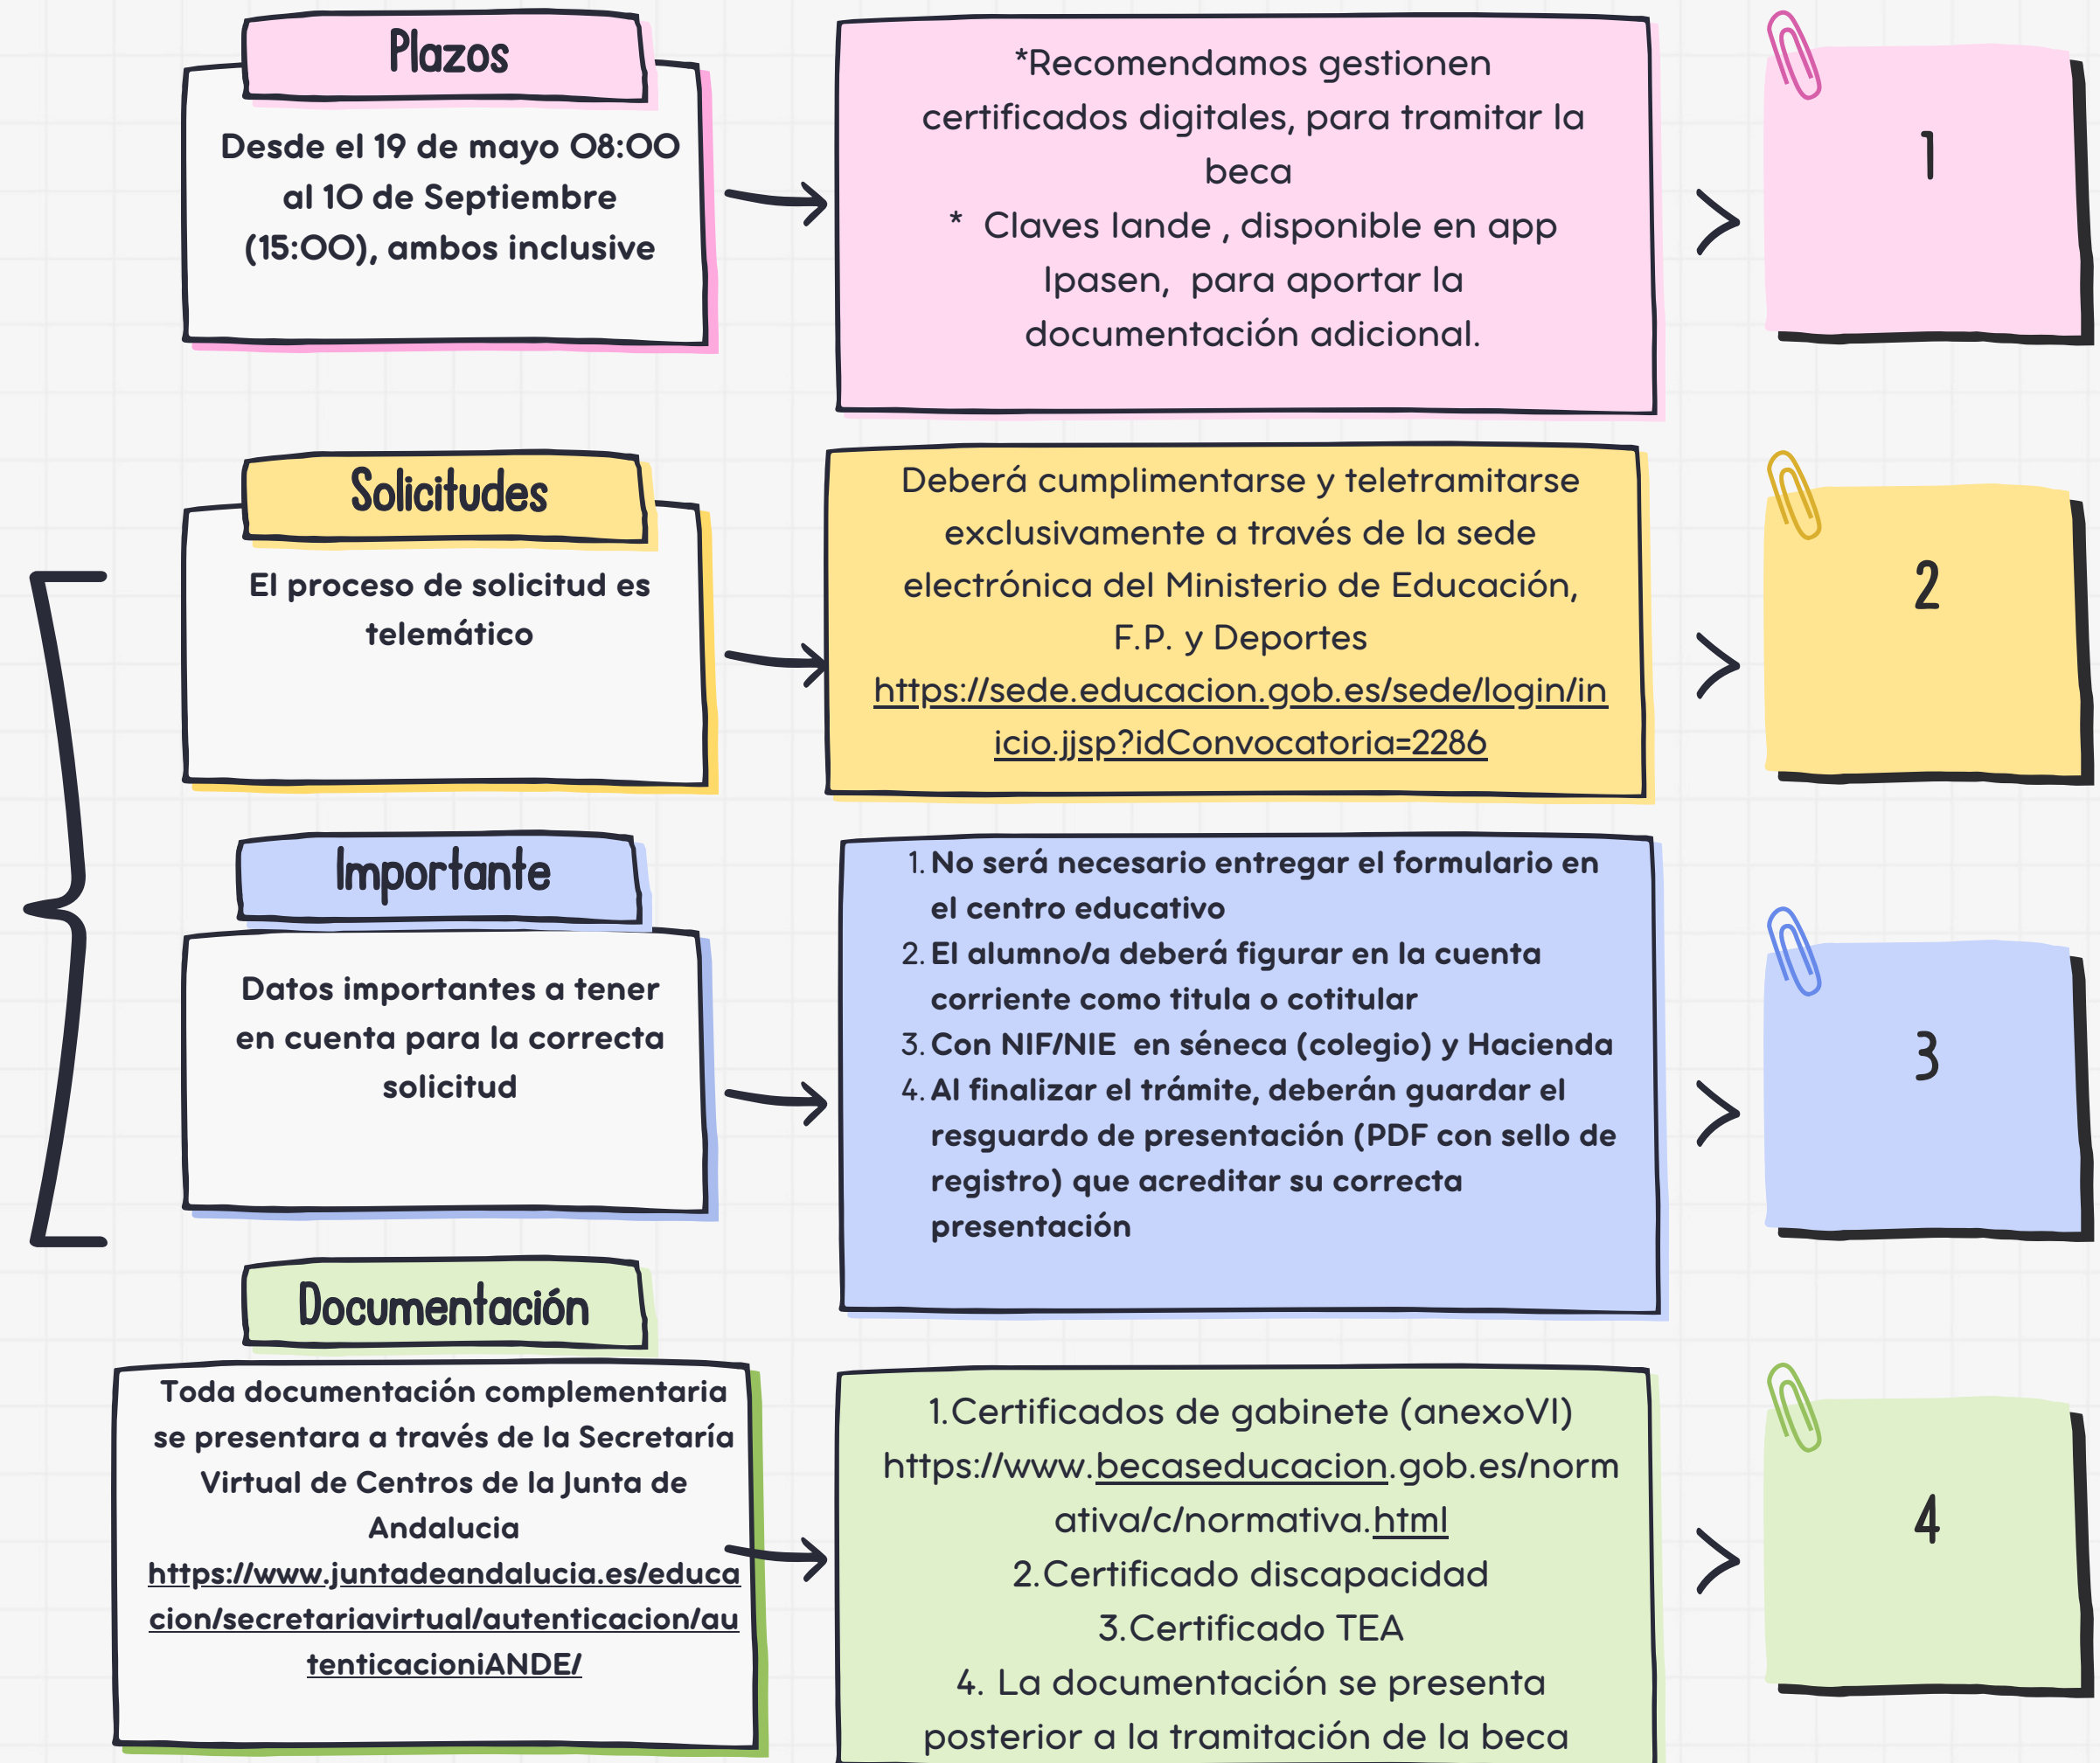 Plazos
Desde el 19 de mayo 08:00
al 10 de Septiembre
(15:00), ambos inclusive
*Recomendamos gestionen
certificados digitales, para tramitar la
beca
* Claves Iande , disponible en app
Ipasen, para aportar la
documentación adicional.
1
Solicitudes
El proceso de solicitud es
telemático
Deberá cumplimentarse y teletramitarse
exclusivamente a través de la sede
electrónica del Ministerio de Educación,
F.P. y Deportes
https://sede.educacion.gob.es/sede/login/in
icio.jjsp?idConvocatoria=2286
2
Importante
Datos importantes a tener
en cuenta para la correcta
solicitud
1. No será necesario entregar el formulario en
el centro educativo
2. El alumno/a deberá figurar en la cuenta
corriente como titula o cotitular
3. Con NIF/NIE en séneca (colegio) y Hacienda
4. Al finalizar el trámite, deberán guardar el
resguardo de presentación (PDF con sello de
registro) que acreditar su correcta
presentación
3
Documentación
Toda documentación complementaria
se presentara a través de la Secretaría
Virtual de Centros de la Junta de
Andalucia
https://www.juntadeandalucia.es/educa
cion/secretariavirtual/autenticacion/au
tenticacioniANDE/
1.Certificados de gabinete (anexoVI)
https://www.becaseducacion.gob.es/norm
ativa/c/normativa.html
2.Certificado discapacidad
3.Certificado TEA
4. La documentación se presenta
posterior a la tramitación de la beca
4